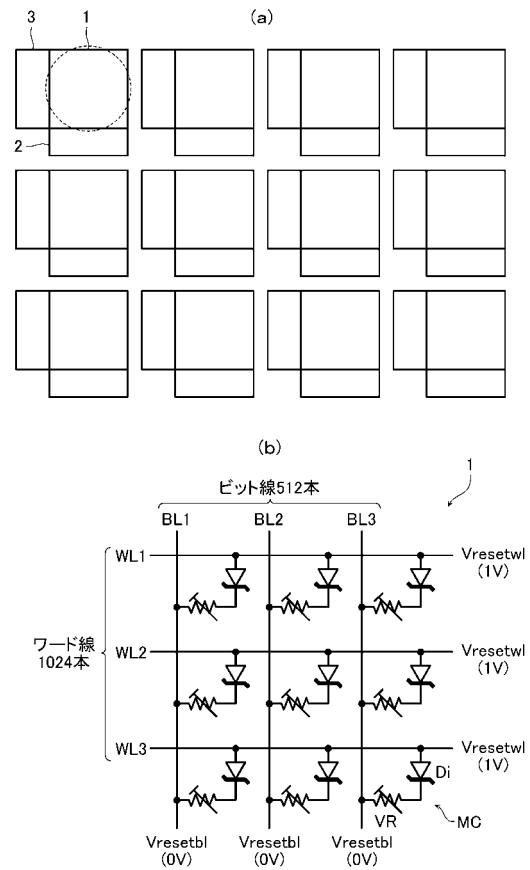 (a)
3
1
2
(b)
1
ビット線512本
BL1 BL2 BL3
WL1
Vresetwl
(1V)
ワード線
1024本
WL2
Vresetwl
(1V)
WL3
Vresetwl
(1V)
Di
VR
MC
Vresetbl Vresetbl Vresetbl
(0V) (0V) (0V)